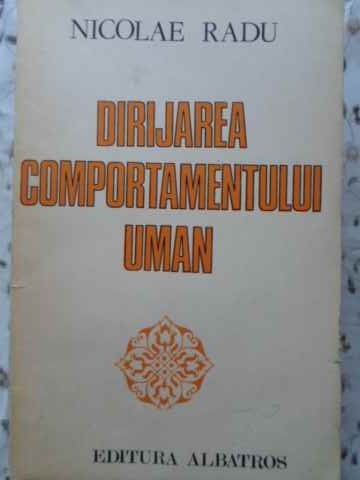 NICOLAE RADU
DIRIJAREA
COMPORTAMENTULUI
UMAN
EDITURA ALBATROS